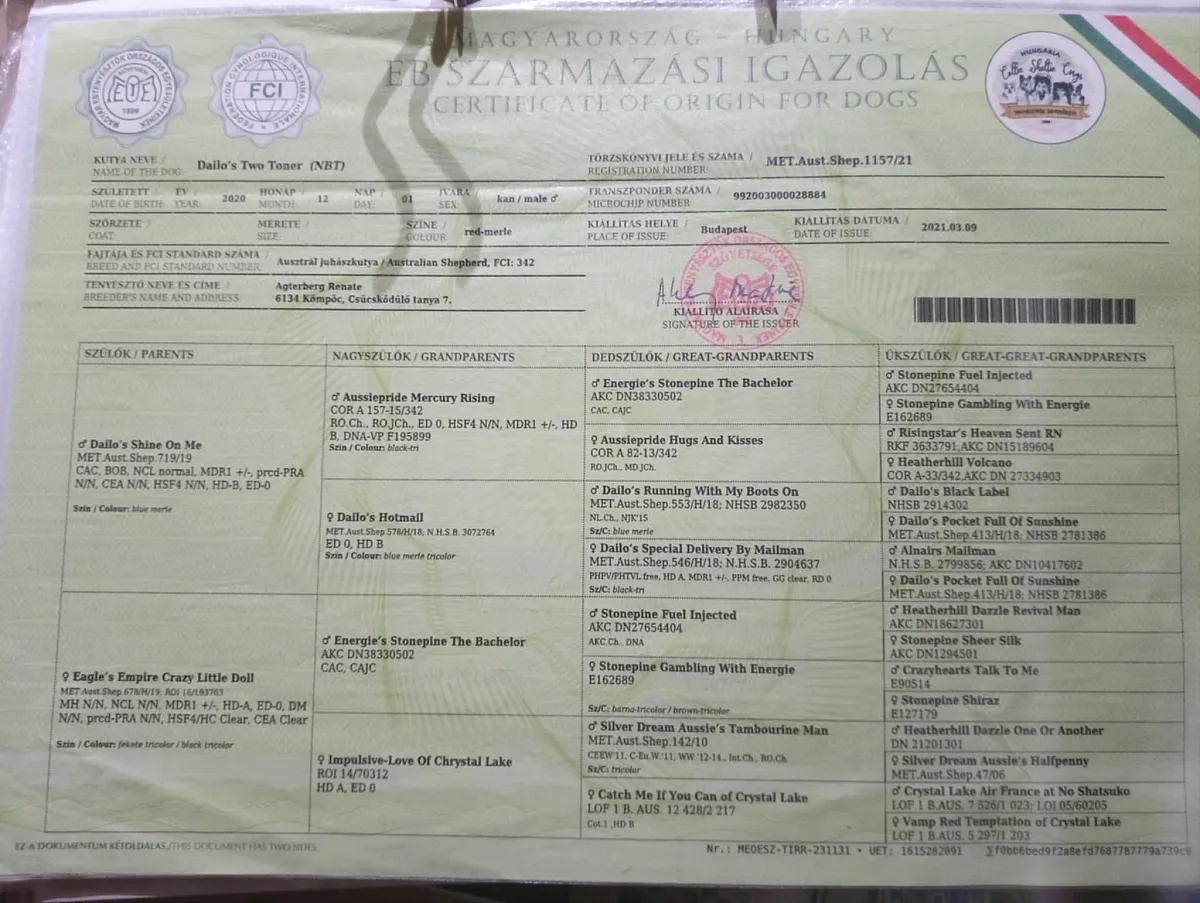 MAGYARORSZÁG – HUNGARY
EB SZÁRMAZÁSI IGAZOLÁS
CERTIFICATE OF ORIGIN FOR DOGS
MAGYAR EBTENYÉSZTŐK ORSZÁGOS EGYESÜLETEINEK
1899
FEDERATION CYNOLOGIQUE INTERNATIONALE
FCI
HUNGARIA
Collie Sheltie Corgi
KUTYA NEVE /
NAME OF THE DOG:
Dailo's Two Toner (NBT)
TÖRZSKÖNYVI JELE ÉS SZÁMA /
REGISTRATION NUMBER:
MET.Aust.Shep.1157/21
SZÜLETETT / ÉV / HÓNAP / NAP / IVARA /
DATE OF BIRTH: YEAR: 2020 MONTH: 12 DAY: 01 SEX: kan / male ♂
TRANSZPONDER SZÁMA /
MICROCHIP NUMBER
992003000028884
SZŐRZETE / MÉRETE / SZÍNE /
COAT: SIZE: COLOUR: red-merle
KIÁLLÍTÁS HELYE /
PLACE OF ISSUE:
Budapest
KIÁLLÍTÁS DÁTUMA /
DATE OF ISSUE:
2021.03.09
FAJTÁJA ÉS FCI STANDARD SZÁMA /
BREED AND FCI STANDARD NUMBER:
Ausztrál juhászkutya / Australian Shepherd, FCI: 342
TENYÉSZTŐ NEVE ÉS CÍME /
BREEDER'S NAME AND ADDRESS
Agterberg Renate
6134 Kömpöc, Csúcskődűlő tanya 7.
KIÁLLÍTÓ ALÁÍRÁSA /
SIGNATURE OF THE ISSUER
SZÜLŐK / PARENTS
♂ Dailo's Shine On Me
MET.Aust.Shep.719/19
CAC, BOB, NCL normal, MDR1 +/-, prcd-PRA
N/N, CEA N/N, HSF4 N/N, HD-B, ED-0
Szín / Colour: blue merle
♀ Eagle's Empire Crazy Little Doll
MET.Aust.Shep.678/H/19; ROI 16/193703
MH N/N, NCL N/N, MDR1 +/-, HD-A, ED-0, DM
N/N, prcd-PRA N/N, HSF4/HC Clear, CEA Clear
Szín / Colour: fekete tricolor / black tricolor
NAGYSZÜLŐK / GRANDPARENTS
♂ Aussiepride Mercury Rising
COR A 157-15/342
RO.Ch., RO.JCh., ED 0, HSF4 N/N, MDR1 +/-, HD
B, DNA-VP F195899
Szín / Colour: black-tri
♀ Dailo's Hotmail
MET.Aust.Shep.578/H/18; N.H.S.B. 3072764
ED 0, HD B
Szín / Colour: blue merle tricolor
♂ Energie's Stonepine The Bachelor
AKC DN38330502
CAC, CAJC
♀ Impulsive-Love Of Chrystal Lake
ROI 14/70312
HD A, ED 0
DÉDSZÜLŐK / GREAT-GRANDPARENTS
♂ Energie's Stonepine The Bachelor
AKC DN38330502
CAC, CAJC
♀ Aussiepride Hugs And Kisses
COR A 82-13/342
RO.JCh., MD.JCh.
♂ Dailo's Running With My Boots On
MET.Aust.Shep.553/H/18; NHSB 2982350
NL.Ch., NJK'15
Sz/C: blue merle
♀ Dailo's Special Delivery By Mailman
MET.Aust.Shep.546/H/18; N.H.S.B. 2904637
PHPV/PHTVL free, HD A, MDR1 +/-, PPM free, GG clear, RD 0
Sz/C: black-tri
♂ Stonepine Fuel Injected
AKC DN27654404
AKC.Ch., DNA
♀ Stonepine Gambling With Energie
E162689
Sz/C: barna-tricolor / brown-tricolor
♂ Silver Dream Aussie's Tambourine Man
MET.Aust.Shep.142/10
CEEW'11, C-Eu.W.'11, WW '12-14., Int.Ch., RO.Ch.
Sz/C: tricolor
♀ Catch Me If You Can of Crystal Lake
LOF 1 B. AUS. 12 428/2 217
Cot.1 ,HD B
ÜKSZÜLŐK / GREAT-GREAT-GRANDPARENTS
♂ Stonepine Fuel Injected
AKC DN27654404
♀ Stonepine Gambling With Energie
E162689
♂ Risingstar's Heaven Sent RN
RKF 3633791,AKC DN15189604
♀ Heatherhill Volcano
COR A-33/342,AKC DN 27334903
♂ Dailo's Black Label
NHSB 2914302
♀ Dailo's Pocket Full Of Sunshine
MET.Aust.Shep.413/H/18; NHSB 2781386
♂ Alnairs Mailman
N.H.S.B. 2799856; AKC DN10417602
♀ Dailo's Pocket Full Of Sunshine
MET.Aust.Shep.413/H/18; NHSB 2781386
♂ Heatherhill Dazzle Revival Man
AKC DN18627301
♀ Stonepine Sheer Silk
AKC DN1294501
♂ Crazyhearts Talk To Me
E90514
♀ Stonepine Shiraz
E127179
♂ Heatherhill Dazzle One Or Another
DN 21201301
♀ Silver Dream Aussie's Halfpenny
MET.Aust.Shep.47/06
♂ Crystal Lake Air France at No Shatsuko
LOF 1 B.AUS. 7 526/1 023; LOI 05/60205
♀ Vamp Red Temptation of Crystal Lake
LOF 1 B.AUS. 5 297/1 203
EZ A DOKUMENTUM KÉTOLDALAS./THIS DOCUMENT HAS TWO SIDES.
Nr.: MEOESZ-TIRR-231131 • UET: 1615282091 ∑f0bb6bed9f2a8efd7687787779a739c6